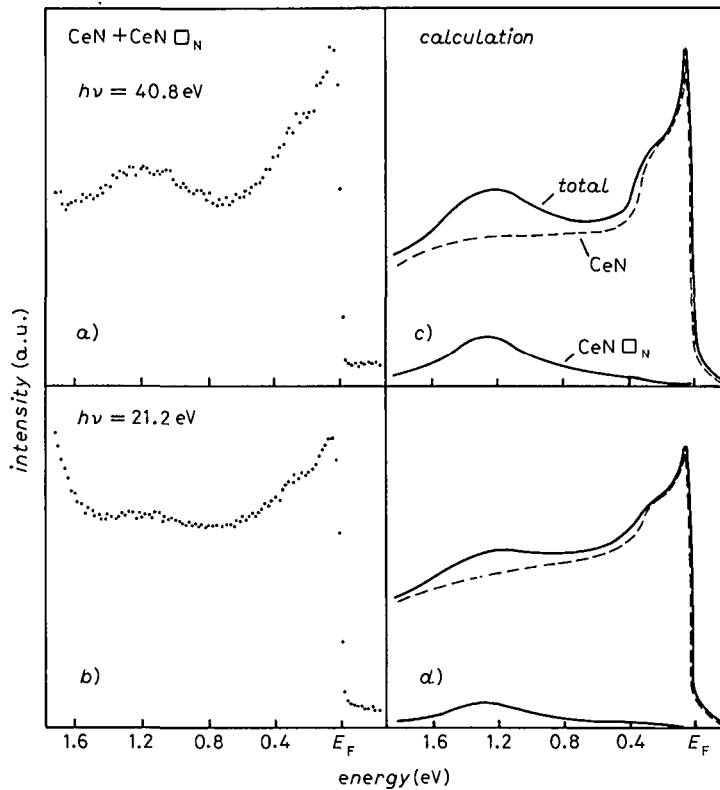 CeN + CeN □N
hν = 40.8 eV
a)
calculation
total
CeN
CeN □N
c)
intensity (a.u.)
hν = 21.2 eV
b)
d)
1.6 1.2 0.8 0.4 EF
1.6 1.2 0.8 0.4 EF
energy (eV)